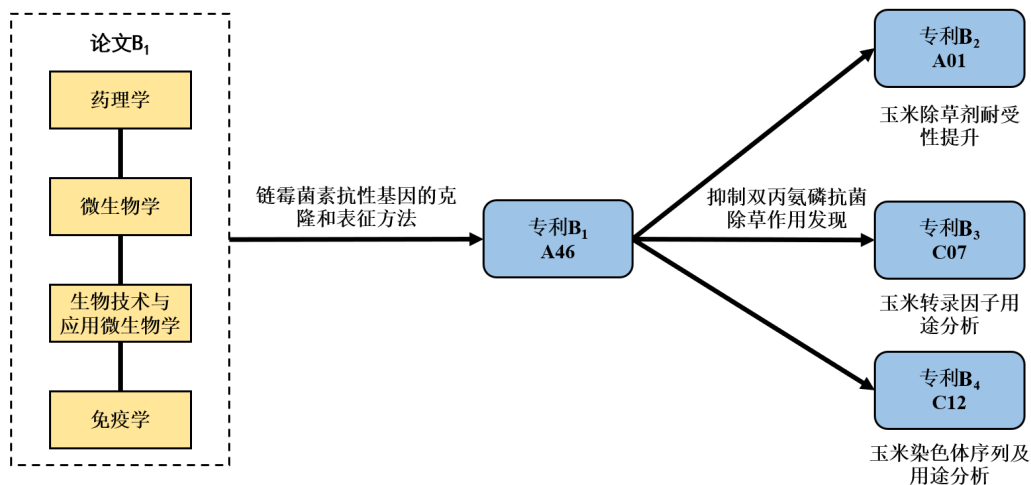 论文B1
药理学
微生物学
生物技术与
应用微生物学
免疫学
链霉菌素抗性基因的克
隆和表征方法
专利B1
A46
抑制双丙氨磷抗菌
除草作用发现
专利B2
A01
玉米除草剂耐受
性提升
专利B3
C07
玉米转录因子用
途分析
专利B4
C12
玉米染色体序列及
用途分析